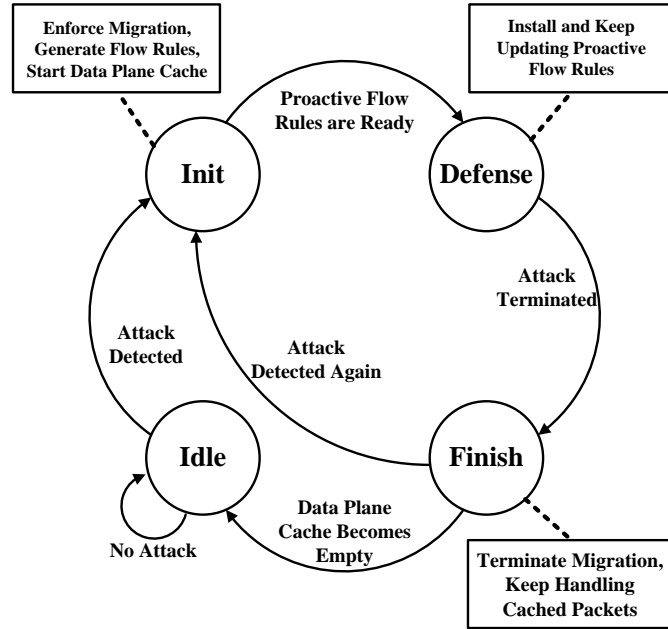 Enforce Migration,
Generate Flow Rules,
Start Data Plane Cache
Install and Keep
Updating Proactive
Flow Rules
Proactive Flow
Rules are Ready
Init
Defense
Attack
Terminated
Attack
Detected
Attack
Detected Again
Idle
Finish
No Attack
Data Plane
Cache Becomes
Empty
Terminate Migration,
Keep Handling
Cached Packets